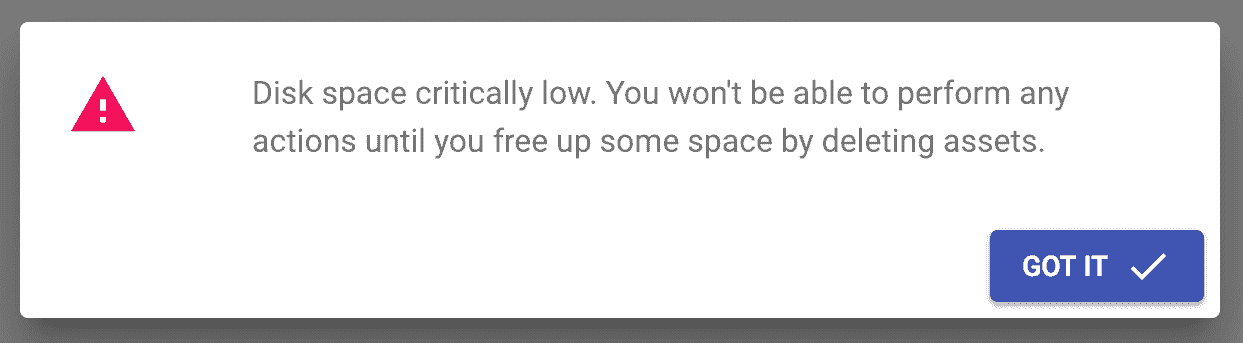 Disk space critically low. You won't be able to perform any
actions until you free up some space by deleting assets.
GOT IT